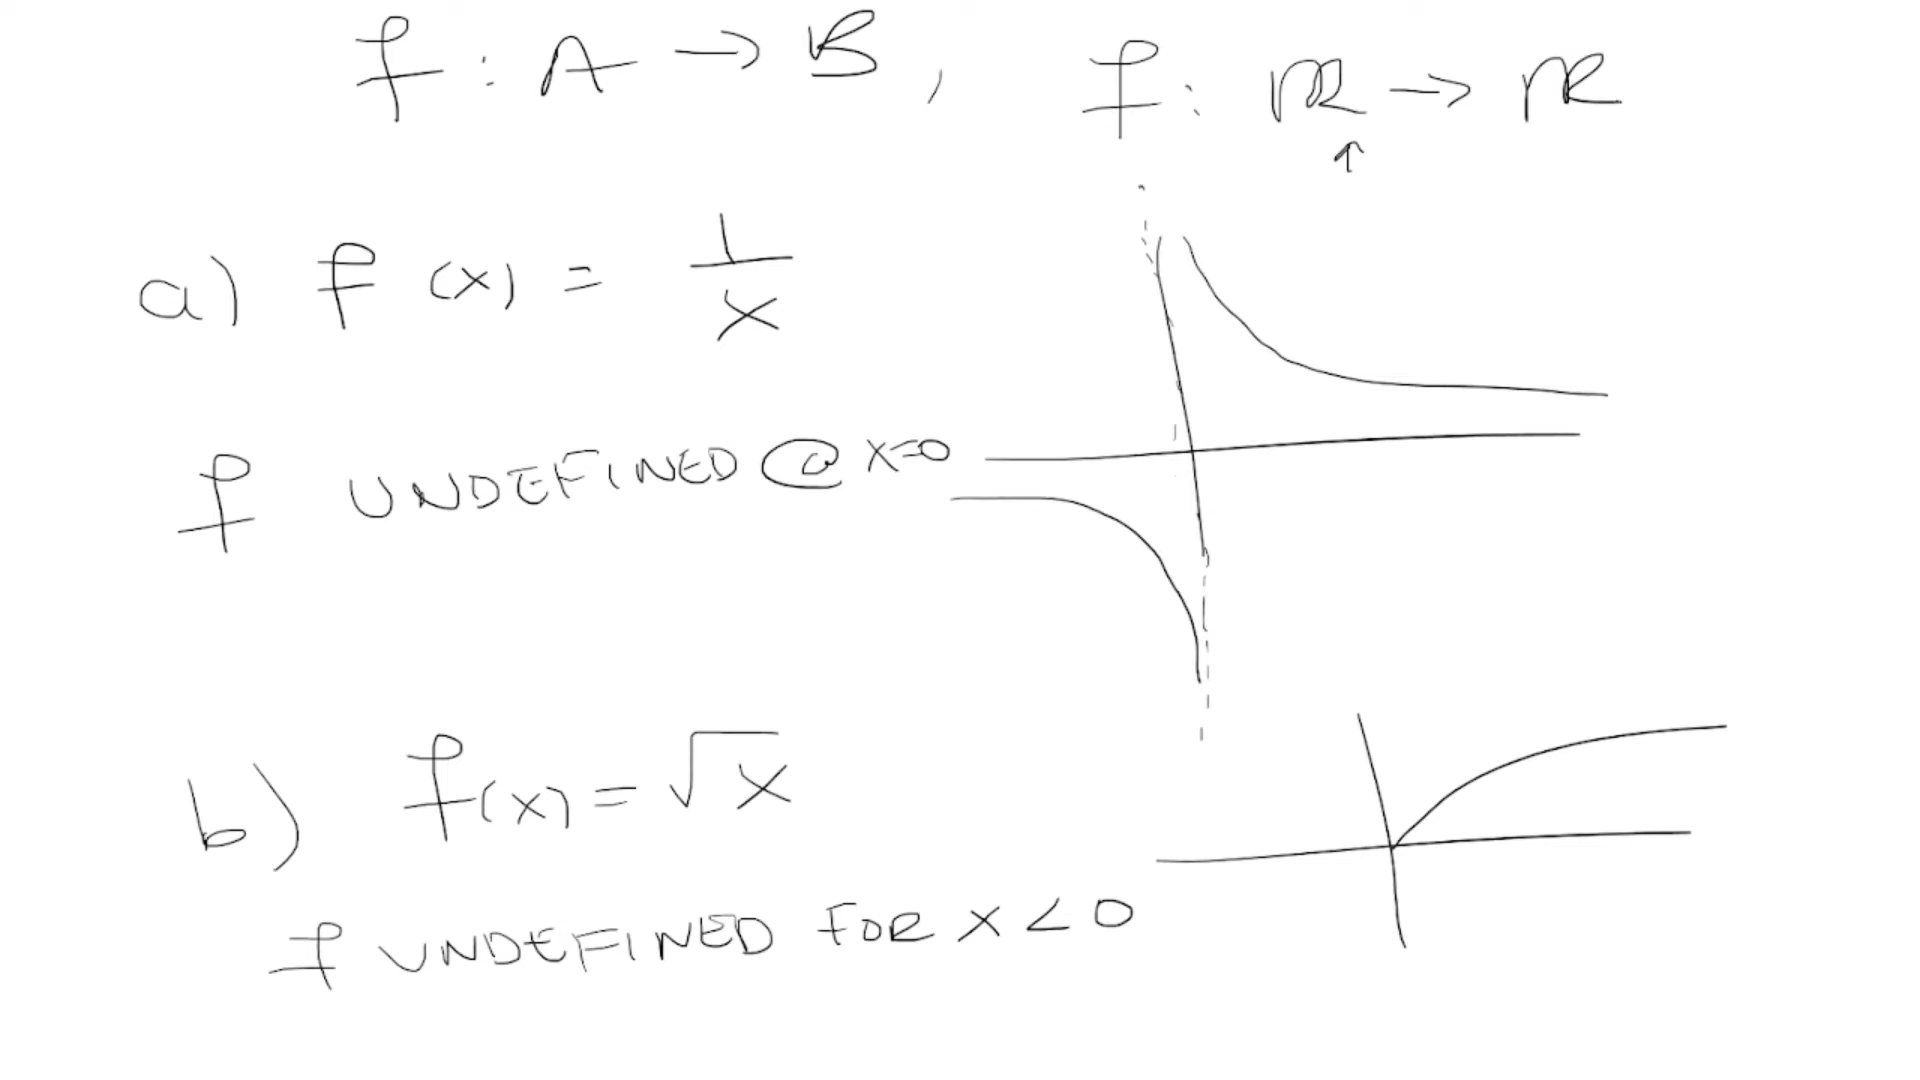 f : A → B , f : ℝ → ℝ
↑
a) f(x) = 1/x
f UNDEFINED @ x=0
b) f(x) = √x
f UNDEFINED FOR x < 0